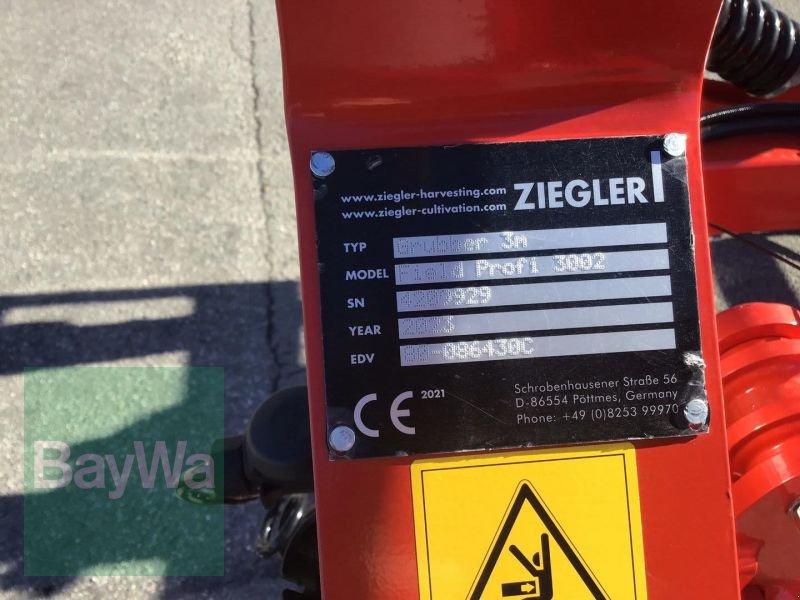 www.ziegler-harvesting.com
www.ziegler-cultivation.com
ZIEGLER
TYP Grubber 3m
MODEL Field Profi 3002
SN
YEAR
EDV
CE 2021
Schrobenhausener Straße 56
D-86554 Pöttmes, Germany
Phone: +49 (0)8253 99970
BayWa